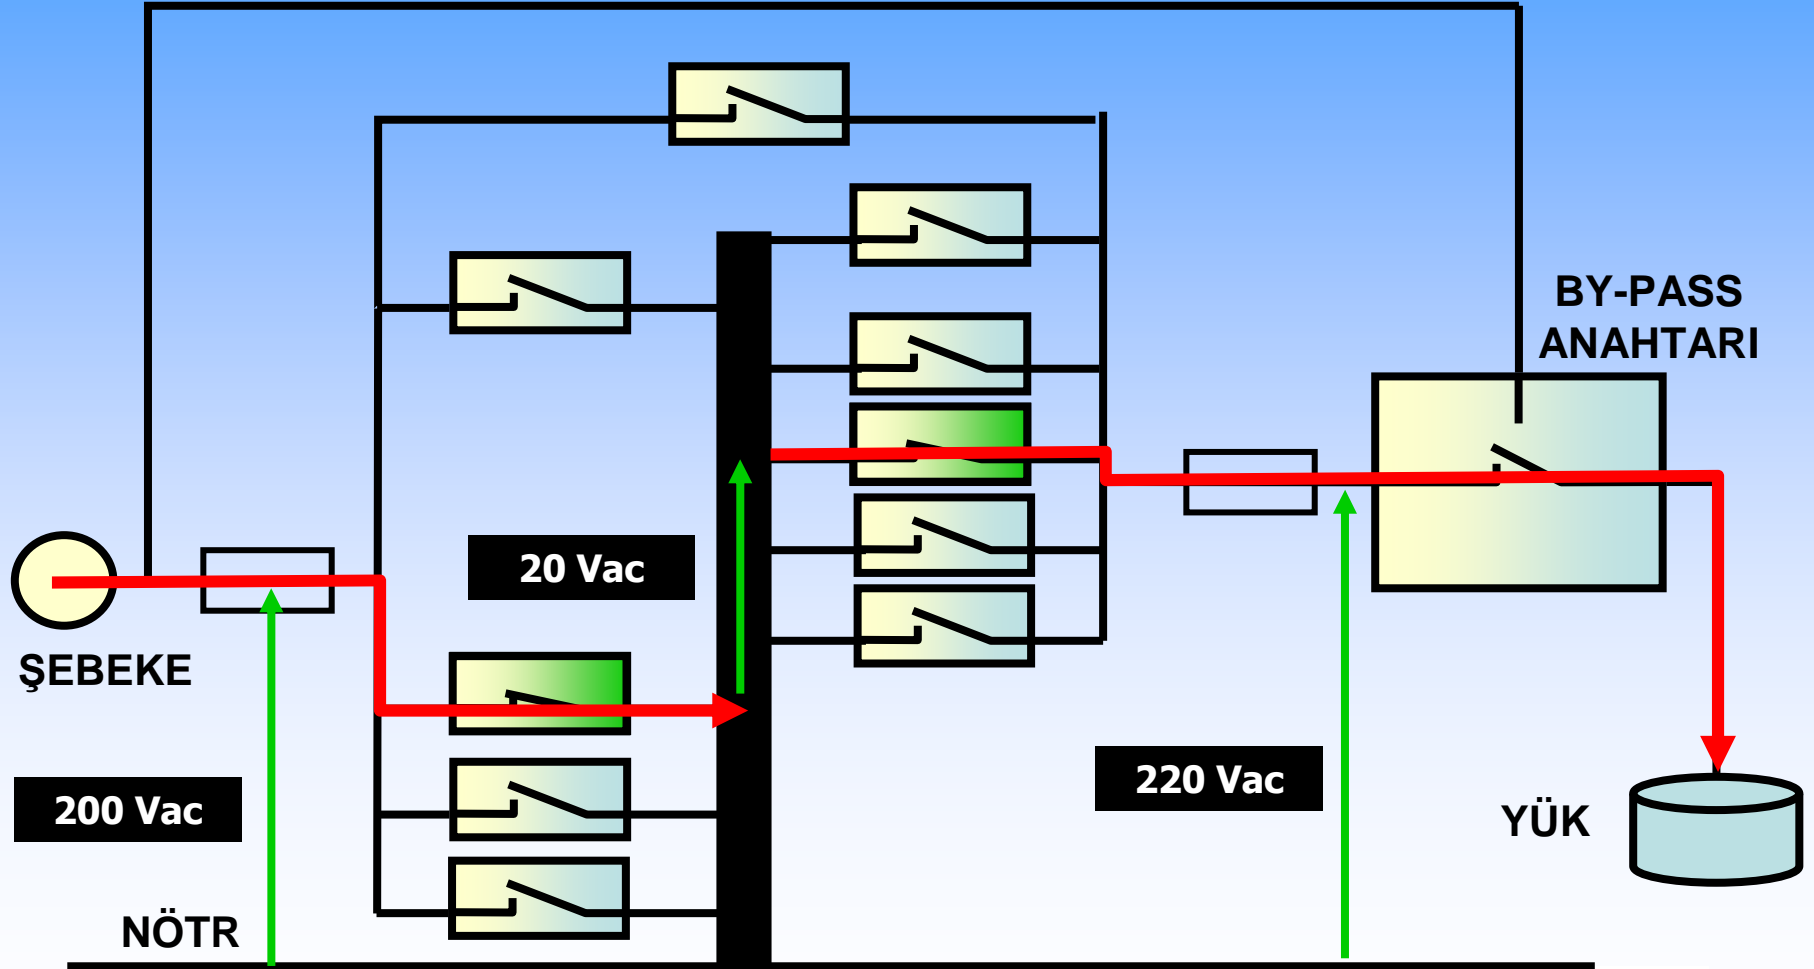 BY-PASS
ANAHTARI
20 Vac
ŞEBEKE
200 Vac
220 Vac
YÜK
NÖTR